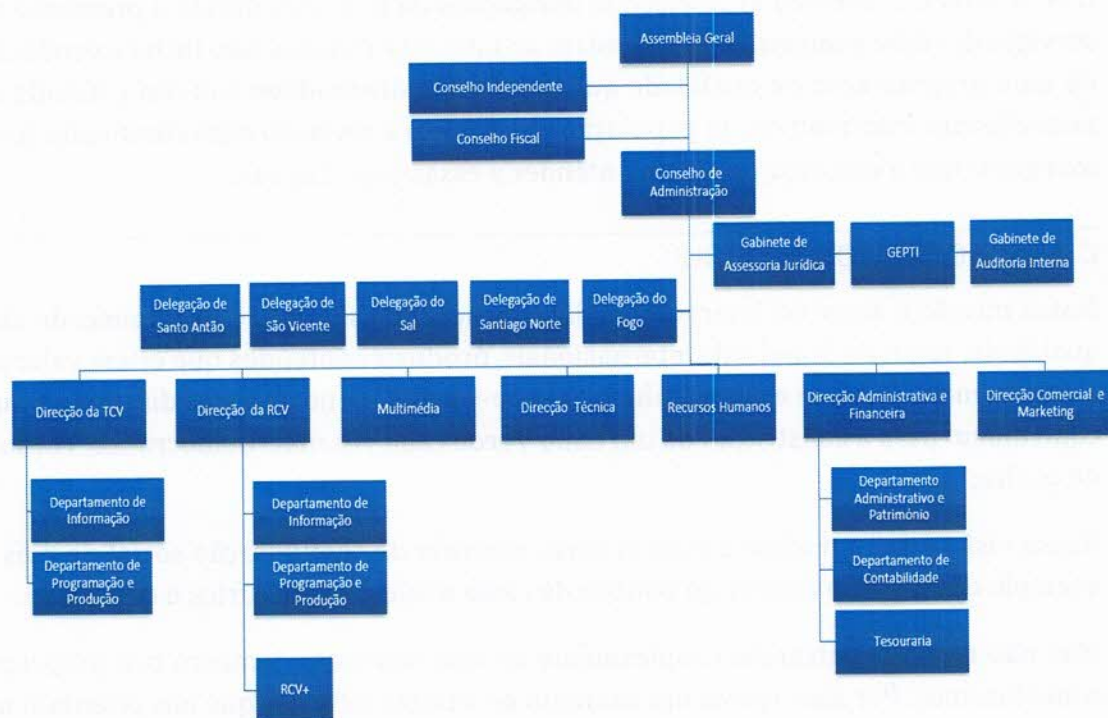 Assembleia Geral
Conselho Independente
Conselho Fiscal
Conselho de
Administração
Gabinete de
Assessoria Jurídica
GEPTI
Gabinete de
Auditoria Interna
Delegação de
Santo Antão
Delegação de
São Vicente
Delegação do
Sal
Delegação de
Santiago Norte
Delegação do
Fogo
Direcção da TCV
Direcção da RCV
Multimédia
Direcção Técnica
Recursos Humanos
Direcção Administrativa e
Financeira
Direcção Comercial e
Marketing
Departamento de
Informação
Departamento de
Programação e
Produção
Departamento de
Informação
Departamento de
Programação e
Produção
RCV+
Departamento
Administrativo e
Património
Departamento de
Contabilidade
Tesouraria